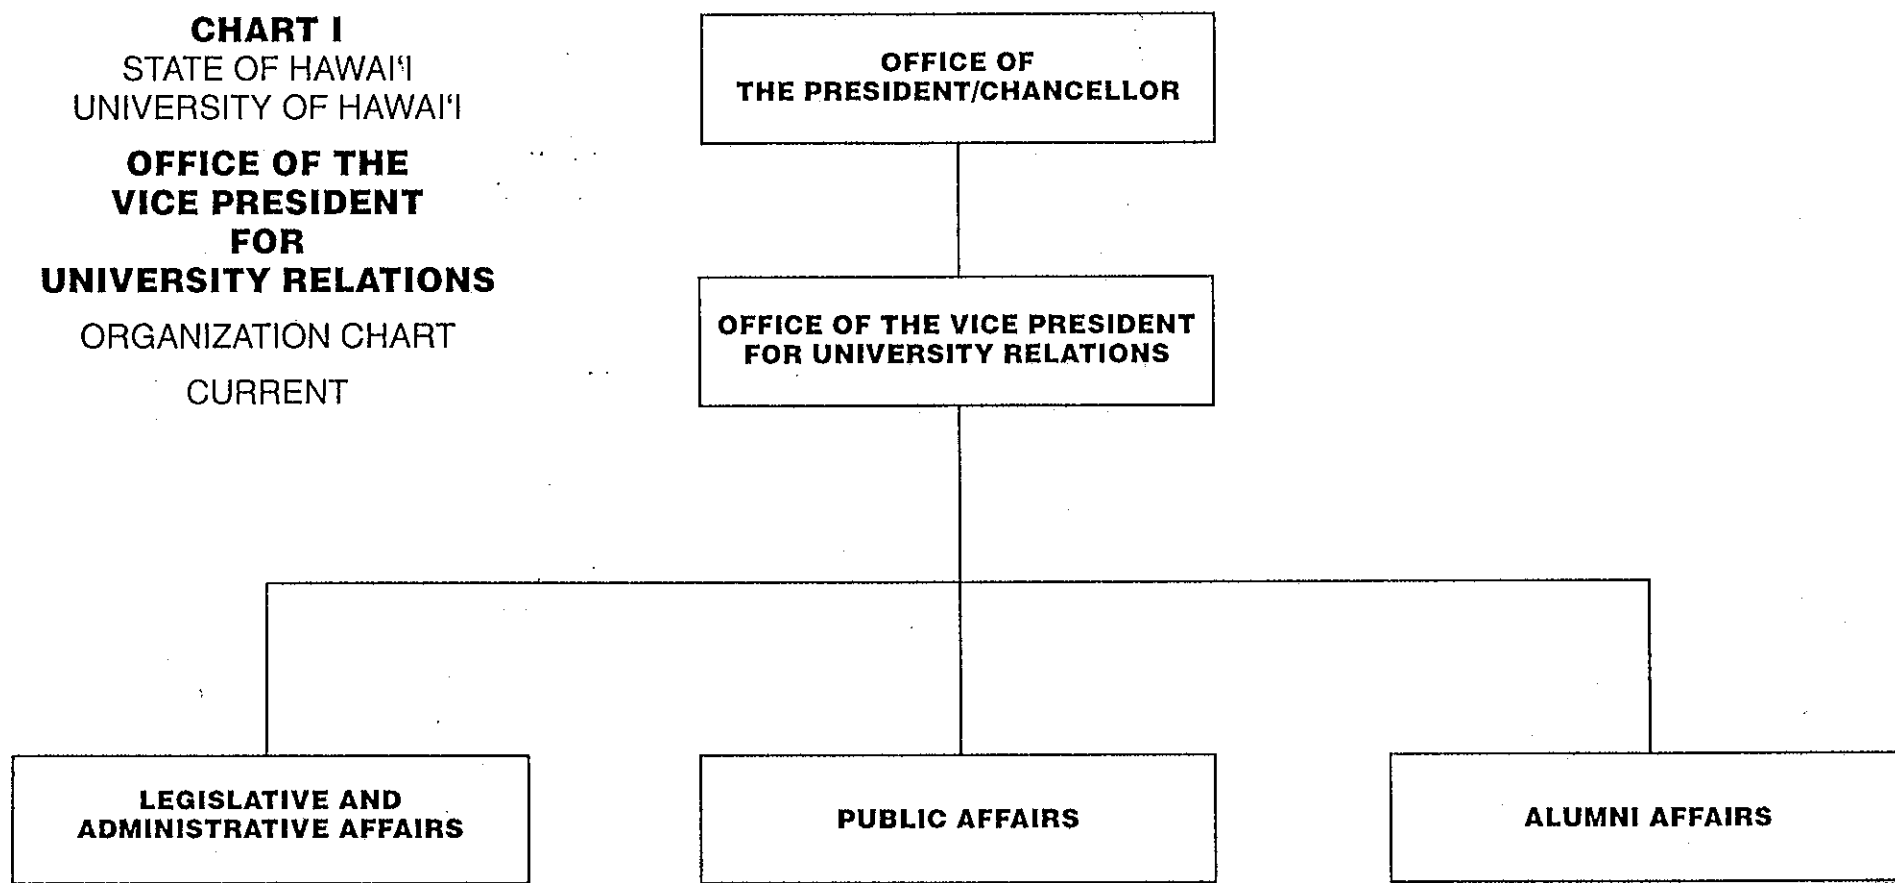 CHART I
STATE OF HAWAI'I
UNIVERSITY OF HAWAI'I
OFFICE OF THE
VICE PRESIDENT
FOR
UNIVERSITY RELATIONS
ORGANIZATION CHART
CURRENT
OFFICE OF
THE PRESIDENT/CHANCELLOR
OFFICE OF THE VICE PRESIDENT
FOR UNIVERSITY RELATIONS
LEGISLATIVE AND
ADMINISTRATIVE AFFAIRS
PUBLIC AFFAIRS
ALUMNI AFFAIRS